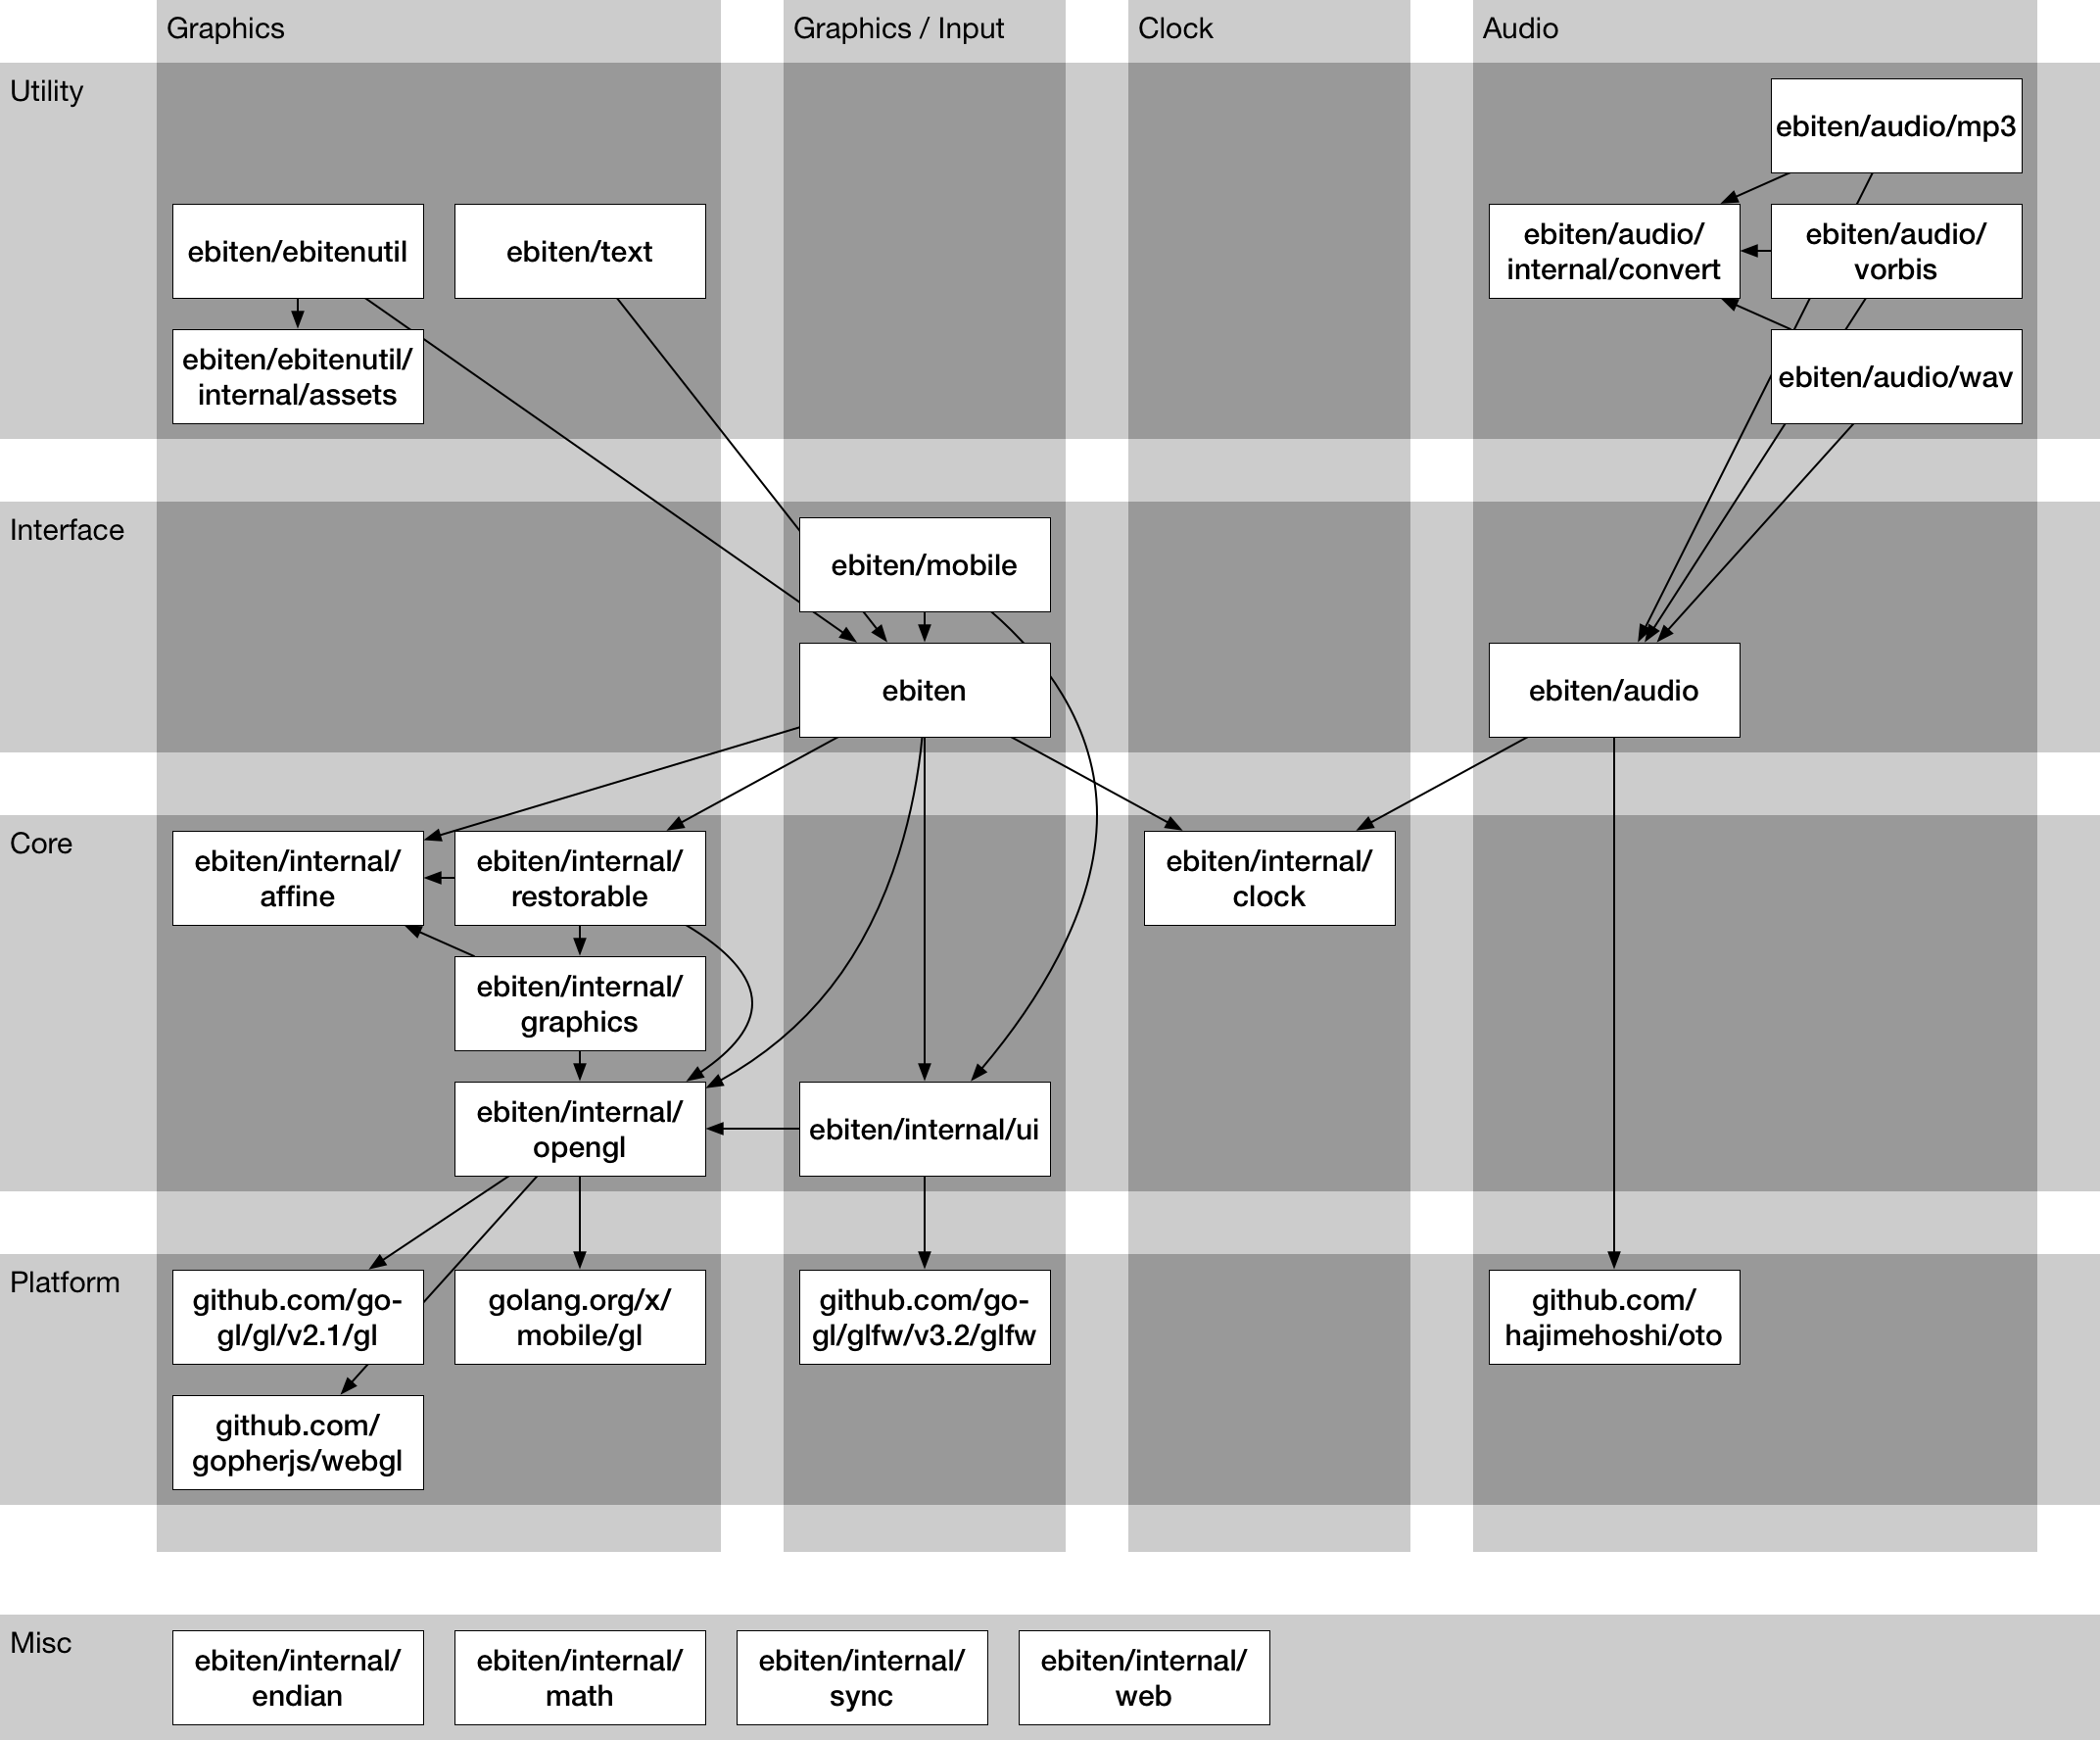 Graphics
Graphics / Input
Clock
Audio
Utility
ebiten/audio/mp3
ebiten/ebitenutil
ebiten/text
ebiten/audio/
internal/convert
ebiten/audio/
vorbis
ebiten/ebitenutil/
internal/assets
ebiten/audio/wav
Interface
ebiten/mobile
ebiten
ebiten/audio
Core
ebiten/internal/
affine
ebiten/internal/
restorable
ebiten/internal/
clock
ebiten/internal/
graphics
ebiten/internal/
opengl
ebiten/internal/ui
Platform
github.com/go-
gl/gl/v2.1/gl
golang.org/x/
mobile/gl
github.com/go-
gl/glfw/v3.2/glfw
github.com/
hajimehoshi/oto
github.com/
gopherjs/webgl
Misc
ebiten/internal/
endian
ebiten/internal/
math
ebiten/internal/
sync
ebiten/internal/
web